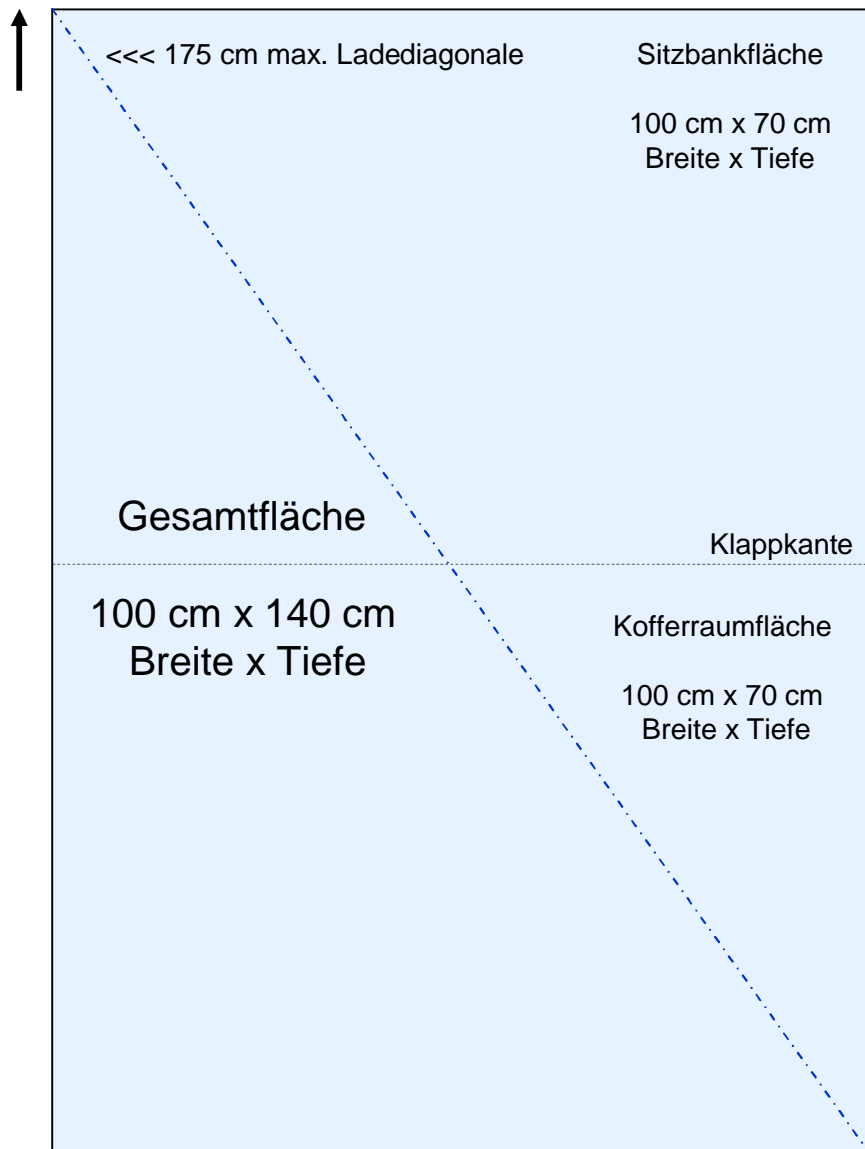 <<< 175 cm max. Ladediagonale
Sitzbankfläche
100 cm x 70 cm
Breite x Tiefe
Gesamtfläche
Klappkante
100 cm x 140 cm
Breite x Tiefe
Kofferraumfläche
100 cm x 70 cm
Breite x Tiefe